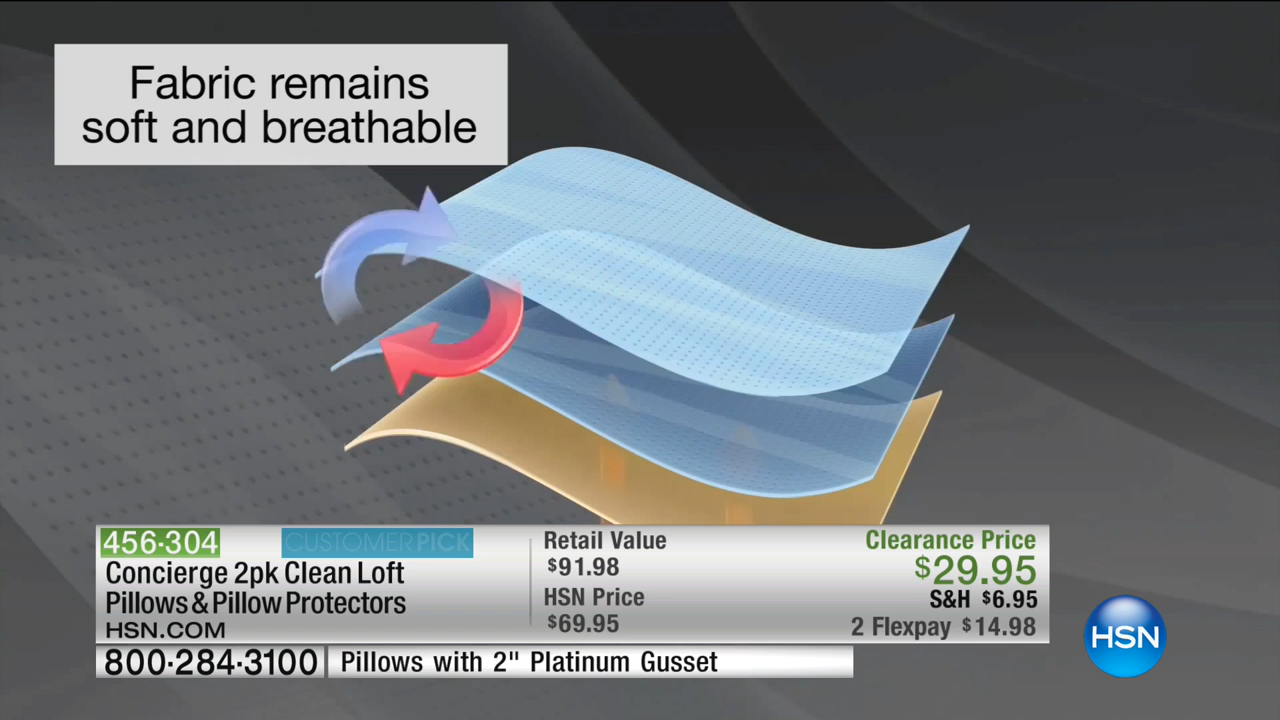 Fabric remains
soft and breathable
456·304
CUSTOMERPICK
Concierge 2pk Clean Loft
Pillows & Pillow Protectors
HSN.COM
Retail Value
$91.98
HSN Price
$69.95
Clearance Price
$29.95
S&H $6.95
2 Flexpay $14.98
HSN
800·284·3100
Pillows with 2" Platinum Gusset